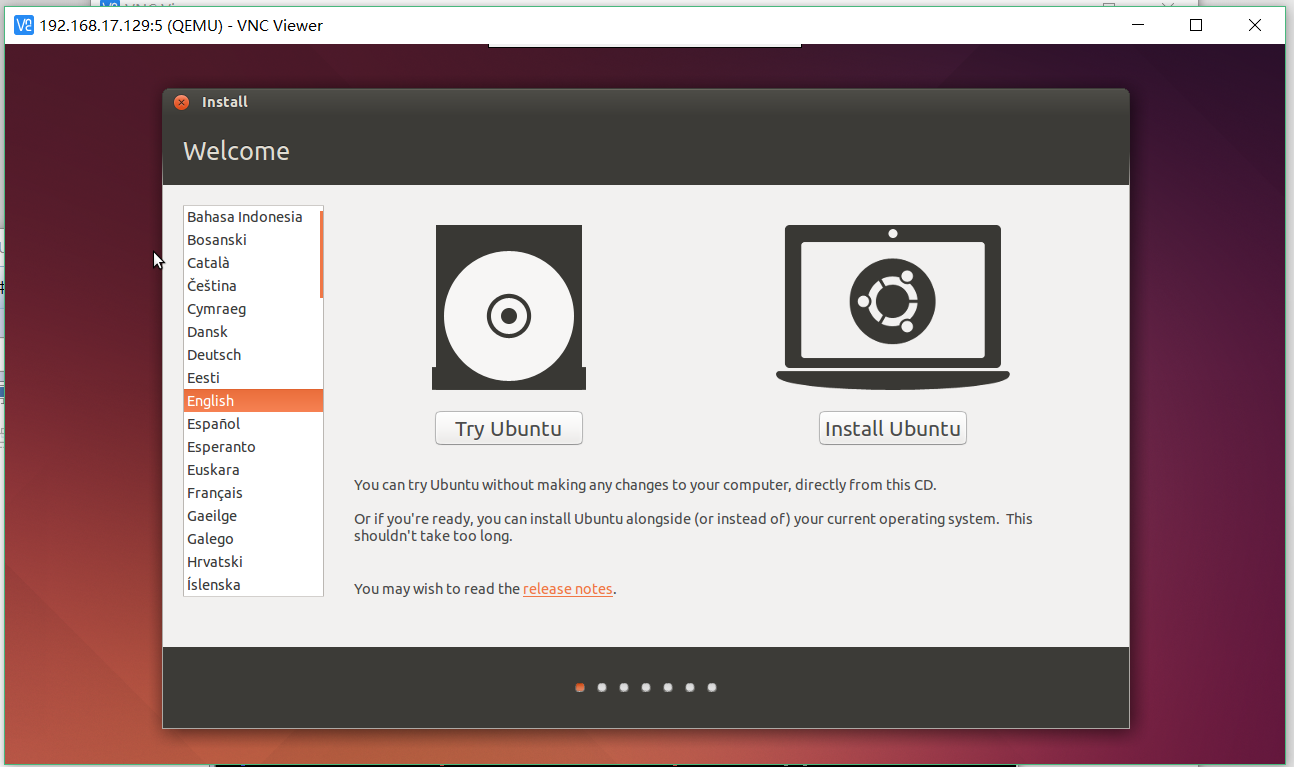 192.168.17.129:5 (QEMU) - VNC Viewer
Install
Welcome
Bahasa Indonesia
Bosanski
Català
Čeština
Cymraeg
Dansk
Deutsch
Eesti
English
Español
Esperanto
Euskara
Français
Gaeilge
Galego
Hrvatski
Íslenska
Try Ubuntu
Install Ubuntu
You can try Ubuntu without making any changes to your computer, directly from this CD.
Or if you're ready, you can install Ubuntu alongside (or instead of) your current operating system.  This
shouldn't take too long.
You may wish to read the release notes.